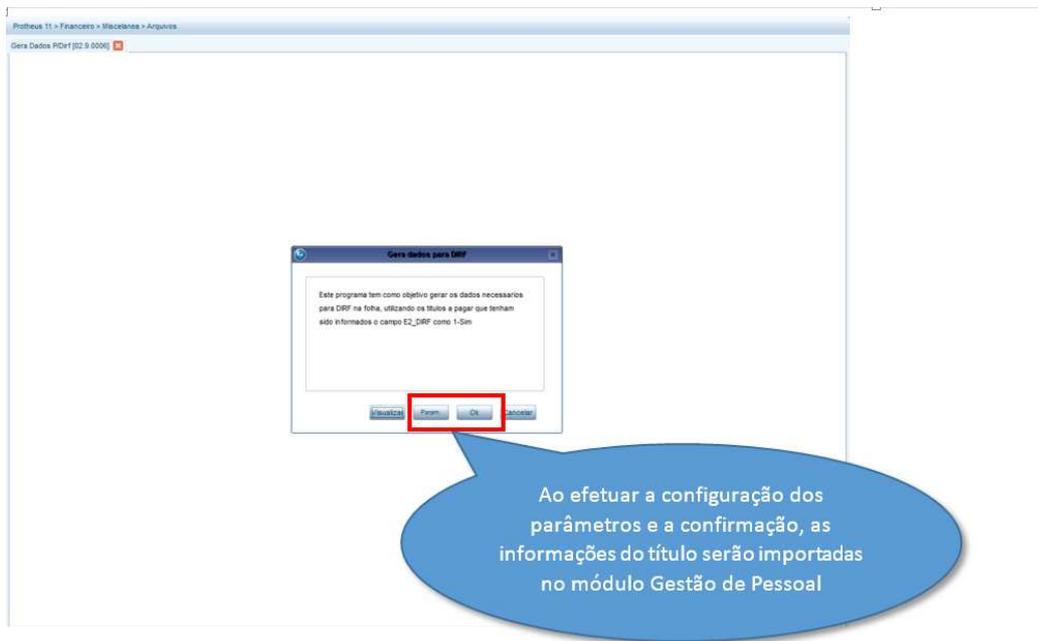 Protheus 11 > Financeiro > Miscelanea > Arquivos
Gera Dados P/Dirf [02.9.0006]
Gera dados para DIRF
Este programa tem como objetivo gerar os dados necessarios
para DIRF na folha, utilizando os titulos a pagar que tenham
sido informados o campo E2_DIRF como 1-Sim
Visualizar Param. Ok Cancelar
Ao efetuar a configuração dos
parâmetros e a confirmação, as
informações do título serão importadas
no módulo Gestão de Pessoal